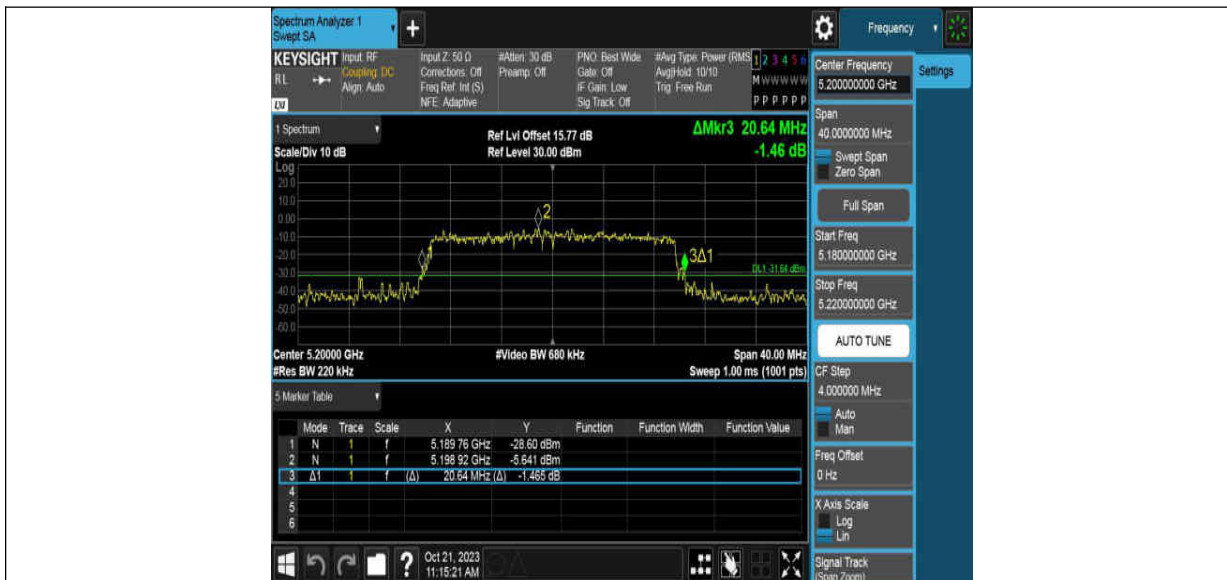 Spectrum Analyzer 1
Swept SA
+
Frequency
KEYSIGHT
RL
LXI
Input: RF
Coupling: DC
Align: Auto
Input Z: 50 Ω
Corrections: Off
Freq Ref: Int (S)
NFE: Adaptive
#Atten: 30 dB
Preamp: Off
PNO: Best Wide
Gate: Off
IF Gain: Low
Sig Track: Off
#Avg Type: Power (RMS
Avg|Hold: 10/10
Trig: Free Run
1 2 3 4 5 6
M W W W W W
P P P P P P
1 Spectrum
Scale/Div 10 dB
Ref Lvl Offset 15.77 dB
Ref Level 30.00 dBm
ΔMkr3 20.64 MHz
-1.46 dB
Log
20.0
10.0
0.00
-10.0
-20.0
-30.0
-40.0
-50.0
-60.0
2
3Δ1
DL1 -31.64 dBm
Center 5.20000 GHz
#Video BW 680 kHz
Span 40.00 MHz
#Res BW 220 kHz
Sweep 1.00 ms (1001 pts)
5 Marker Table
Mode Trace Scale X Y Function Function Width Function Value
1 N 1 f 5.189 76 GHz -28.60 dBm
2 N 1 f 5.198 92 GHz -5.641 dBm
3 Δ1 1 f (Δ) 20.64 MHz (Δ) -1.465 dB
4
5
6
?
Oct 21, 2023
11:15:21 AM
Center Frequency
5.200000000 GHz
Settings
Span
40.0000000 MHz
Swept Span
Zero Span
Full Span
Start Freq
5.180000000 GHz
Stop Freq
5.220000000 GHz
AUTO TUNE
CF Step
4.000000 MHz
Auto
Man
Freq Offset
0 Hz
X Axis Scale
Log
Lin
Signal Track
(Span Zoom)